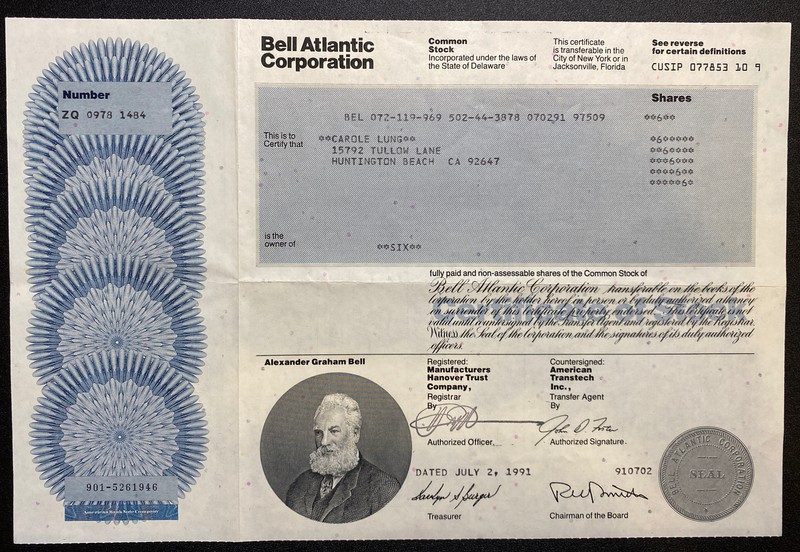 Bell Atlantic
Corporation
Common
Stock
Incorporated under the laws of
the State of Delaware
This certificate
is transferable in the
City of New York or in
Jacksonville, Florida
See reverse
for certain definitions
CUSIP 077853 10 9
Number
ZQ 0978 1484
Shares
BEL 072-119-969 502-44-3878 070291 97509
**6**
This is to
Certify that
**CAROLE LUNG**
15792 TULLOW LANE
HUNTINGTON BEACH CA 92647
*6*****
**6****
***6***
****6**
*****6*
is the
owner of
**SIX**
fully paid and non-assessable shares of the Common Stock of
Bell Atlantic Corporation transferable on the books of the
Corporation by the holder hereof in person or by duly authorized attorney
on surrender of this Certificate properly endorsed. This Certificate is not
valid until countersigned by the Transfer Agent and registered by the Registrar.
Witness the Seal of the Corporation and the signatures of its duly authorized
officers.
Alexander Graham Bell
Registered:
Manufacturers
Hanover Trust
Company,
Registrar
By
Authorized Officer.
Countersigned:
American
Transtech
Inc.,
Transfer Agent
By
Authorized Signature.
DATED JULY 2, 1991
910702
Treasurer
Chairman of the Board
BELL ATLANTIC CORPORATION
SEAL
901-5261946
American Bank Note Company